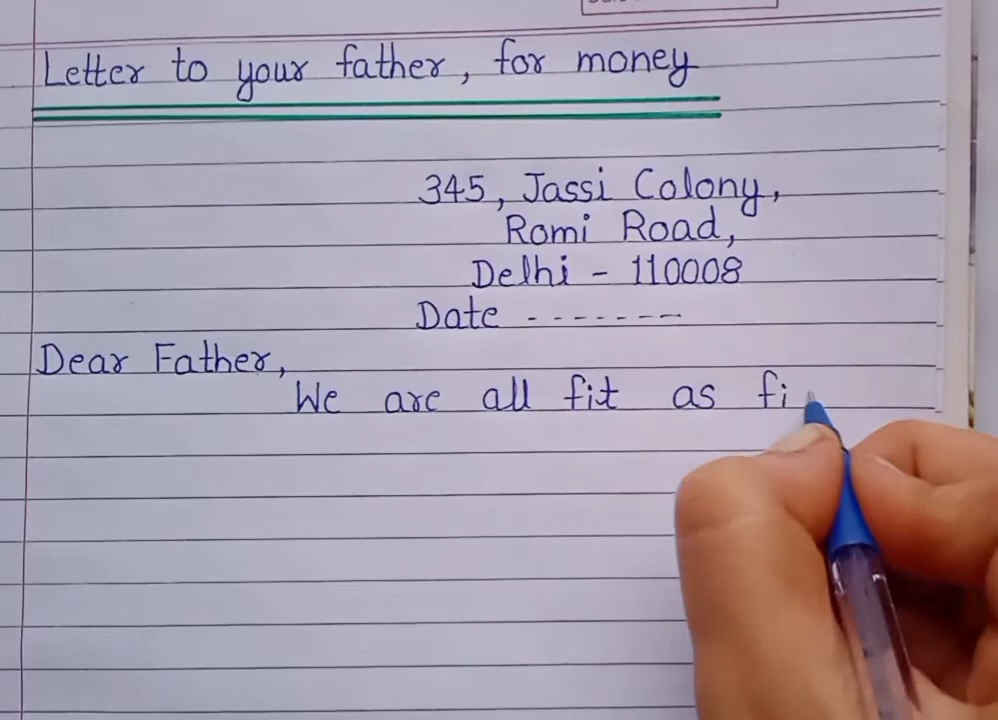 Letter to your father, for money
345, Jassi Colony,
Romi Road,
Delhi - 110008
Date -------
Dear Father,
We are all fit as fi